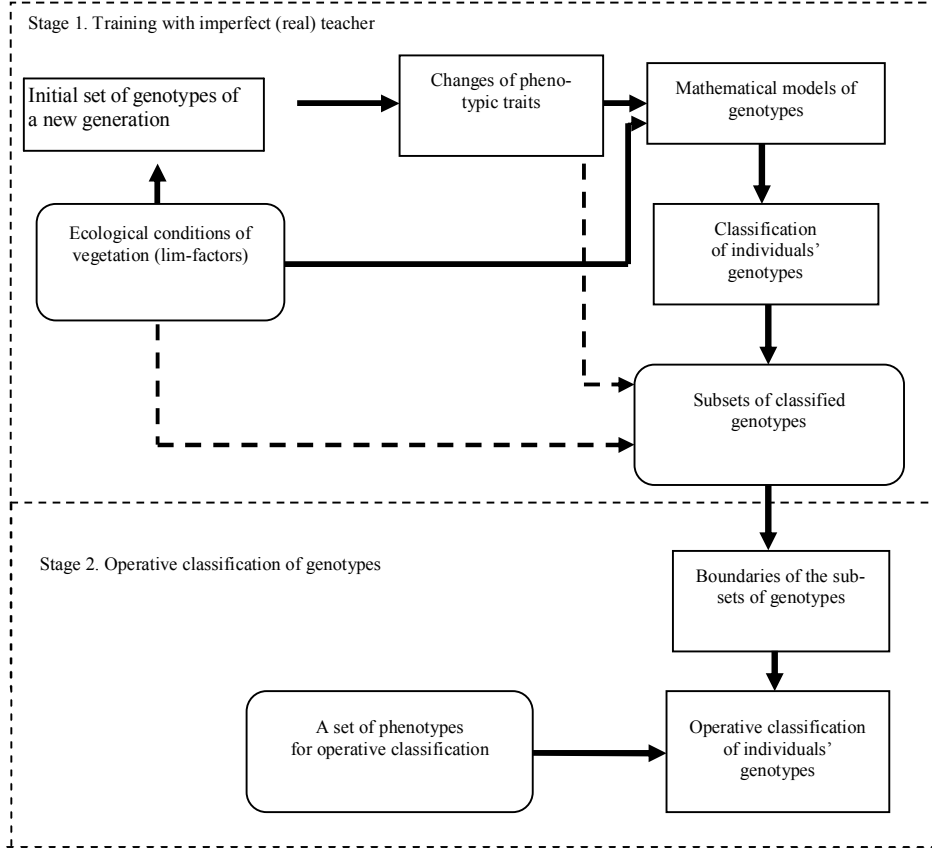 Stage 1. Training with imperfect (real) teacher
Initial set of genotypes of
a new generation
Changes of pheno-
typic traits
Mathematical models of
genotypes
Ecological conditions of
vegetation (lim-factors)
Classification
of individuals’
genotypes
Subsets of classified
genotypes
Stage 2. Operative classification of genotypes
Boundaries of the sub-
sets of genotypes
A set of phenotypes
for operative classification
Operative classification
of individuals’
genotypes